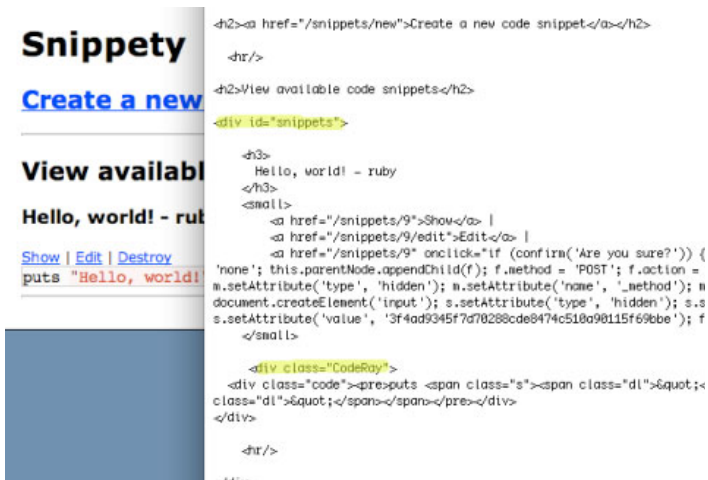 Snippety
Create a new
View availabl
Hello, world! - rub
Show | Edit | Destroy
puts "Hello, world!"
<h2><a href="/snippets/new">Create a new code snippet</a></h2>
<hr/>
<h2>View available code snippets</h2>
<div id="snippets">
<h3>
Hello, world! - ruby
</h3>
<small>
<a href="/snippets/9">Show</a> |
<a href="/snippets/9/edit">Edit</a> |
<a href="/snippets/9" onclick="if (confirm('Are you sure?')) {
'none'; this.parentNode.appendChild(f); f.method = 'POST'; f.action =
m.setAttribute('type', 'hidden'); m.setAttribute('name', '_method'); m
document.createElement('input'); s.setAttribute('type', 'hidden'); s.s
s.setAttribute('value', '3f4ad9345f7d70288cde8474c510a90115f69bbe'); f
</small>
<div class="CodeRay">
<div class="code"><pre>puts <span class="s"><span class="dl">&quot;<
class="dl">&quot;</span></span></pre></div>
</div>
<hr/>